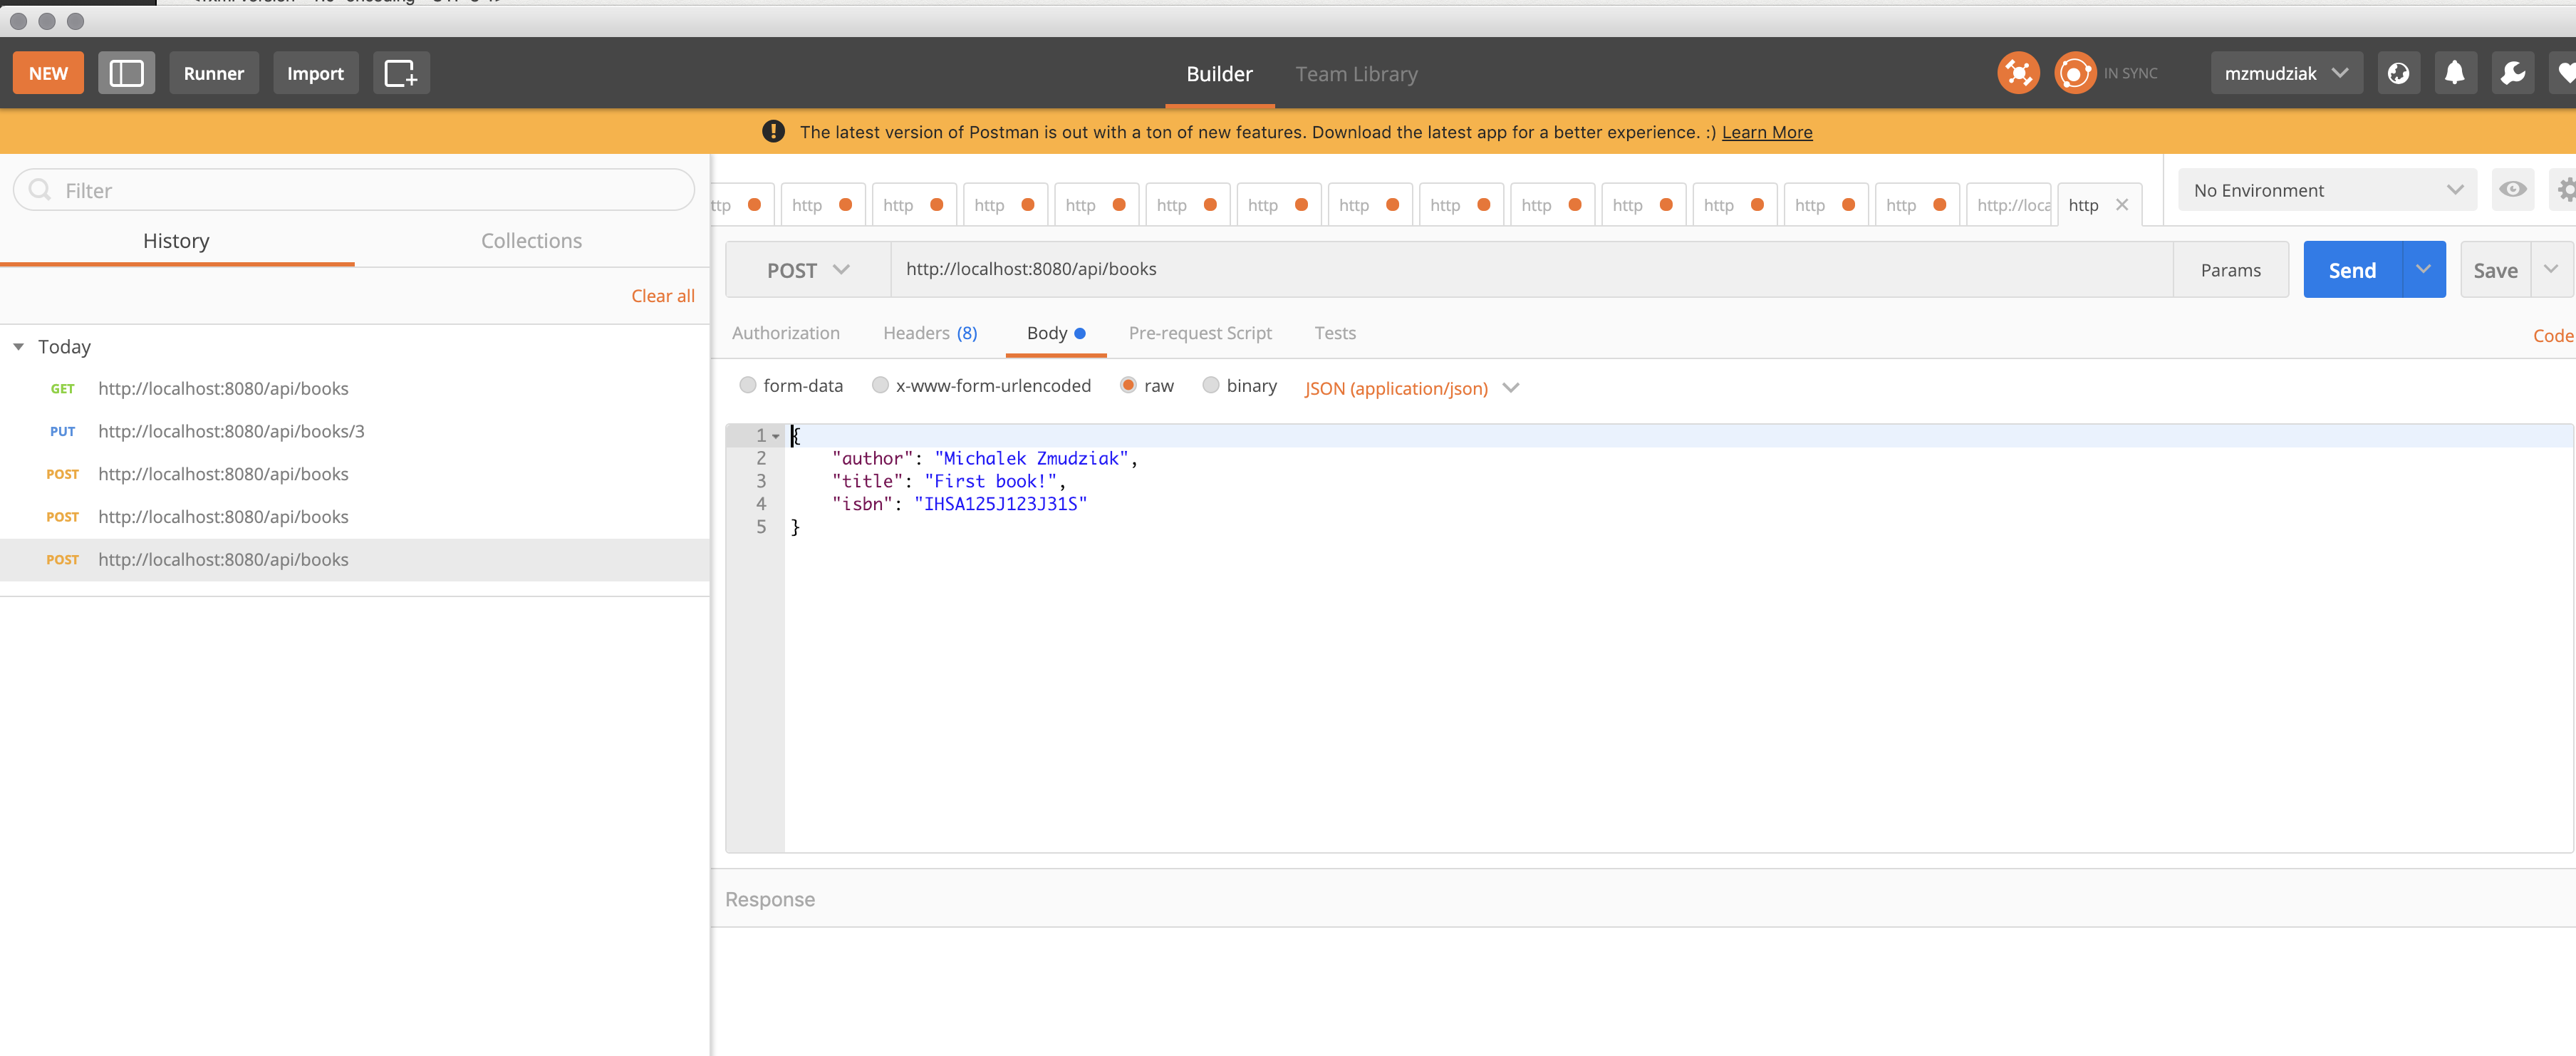 NEW Runner Import Builder Team Library IN SYNC mzmudziak
The latest version of Postman is out with a ton of new features. Download the latest app for a better experience. :) Learn More
Filter
http http http http http http http http http http http http http http://loca http
No Environment
History Collections
POST http://localhost:8080/api/books Params Send Save
Clear all
Authorization Headers (8) Body Pre-request Script Tests Code
Today
form-data x-www-form-urlencoded raw binary JSON (application/json)
GET http://localhost:8080/api/books
PUT http://localhost:8080/api/books/3
POST http://localhost:8080/api/books
POST http://localhost:8080/api/books
POST http://localhost:8080/api/books
1 {
2 "author": "Michalek Zmudziak",
3 "title": "First book!",
4 "isbn": "IHSA125J123J31S"
5 }
Response